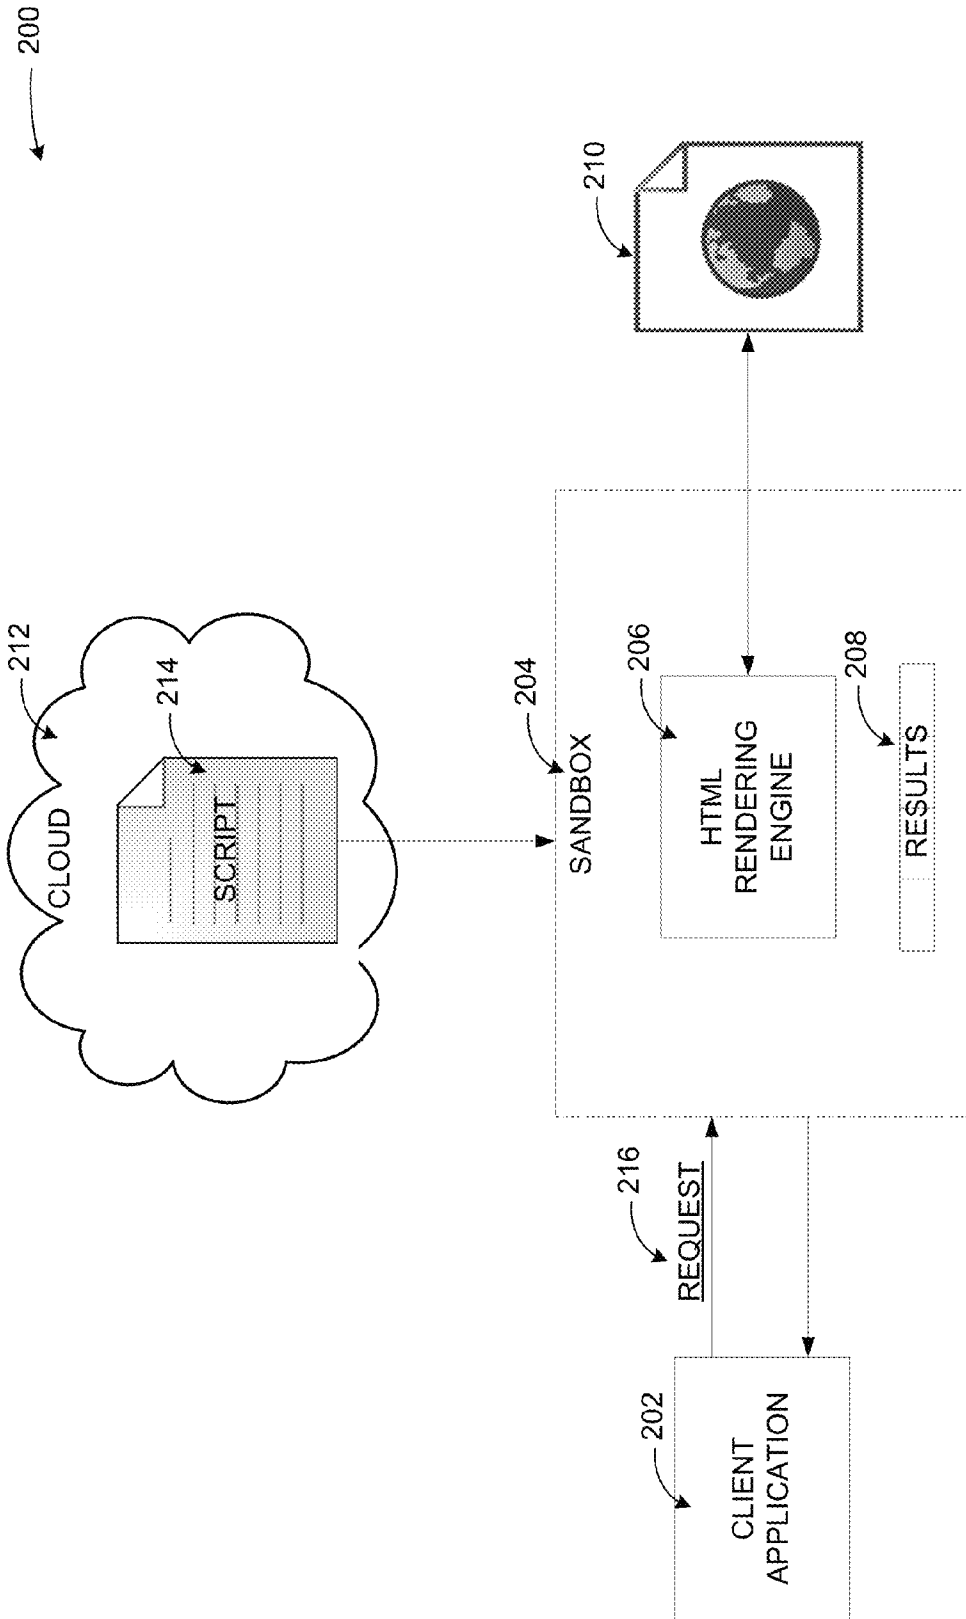 200
212
CLOUD
214
SCRIPT
210
204
SANDBOX
206
HTML
RENDERING
ENGINE
208
RESULTS
216
REQUEST
202
CLIENT
APPLICATION